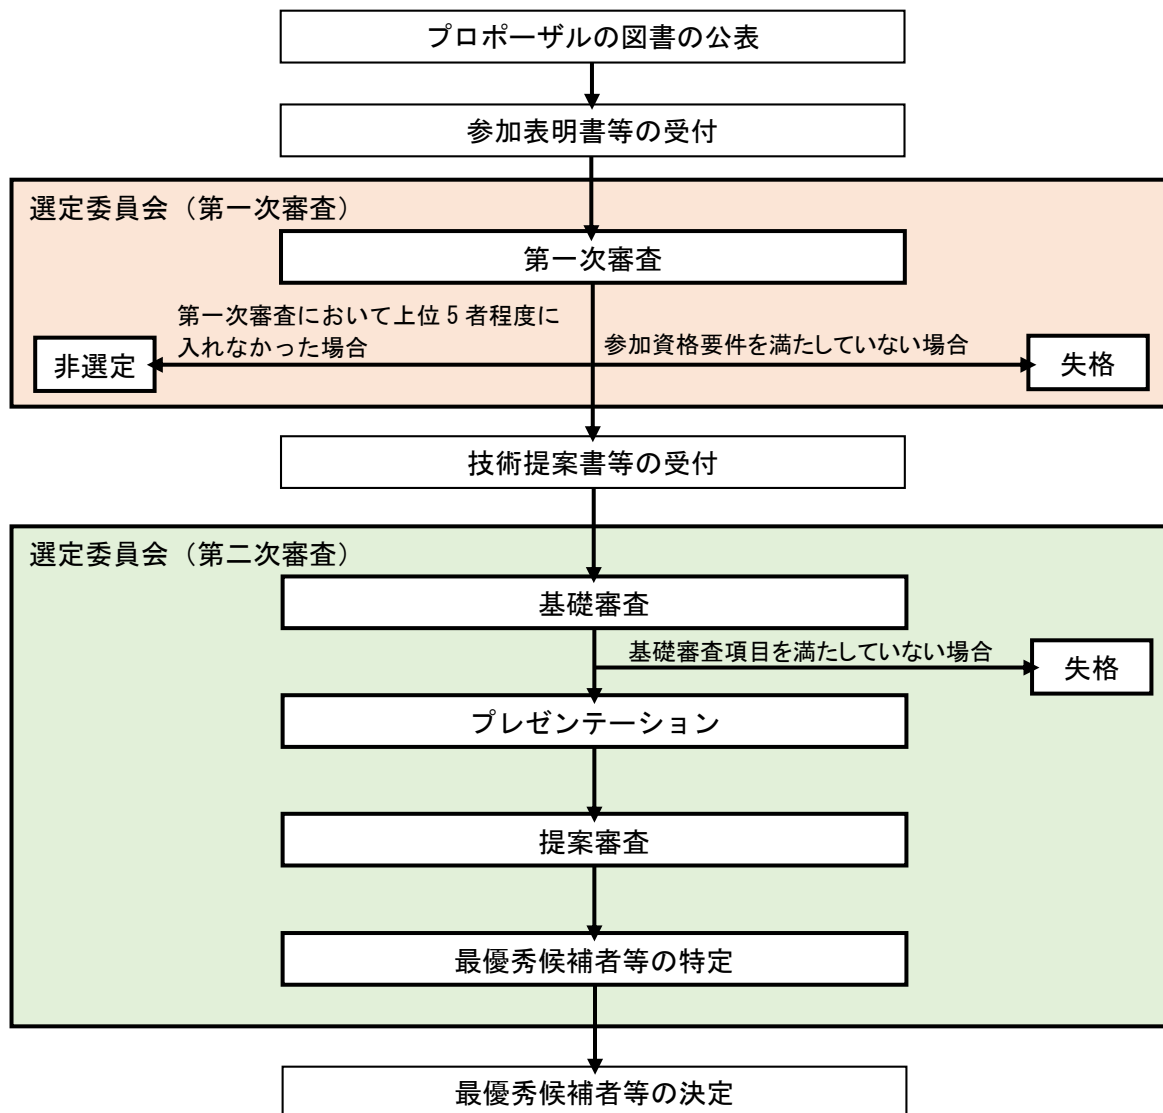 プロポーザルの図書の公表
参加表明書等の受付
選定委員会（第一次審査）
第一次審査
第一次審査において上位5者程度に
入れなかった場合
参加資格要件を満たしていない場合
非選定
失格
技術提案書等の受付
選定委員会（第二次審査）
基礎審査
基礎審査項目を満たしていない場合
失格
プレゼンテーション
提案審査
最優秀候補者等の特定
最優秀候補者等の決定